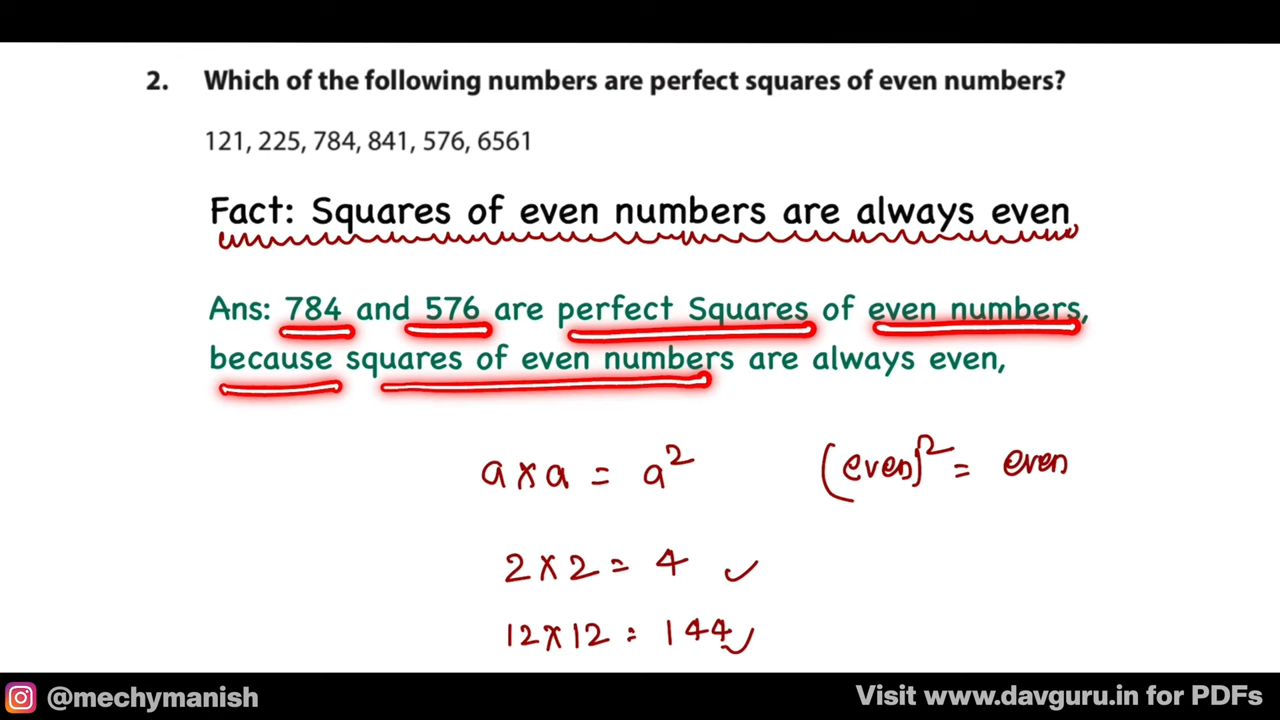 2. Which of the following numbers are perfect squares of even numbers?
121, 225, 784, 841, 576, 6561
Fact: Squares of even numbers are always even
Ans: 784 and 576 are perfect Squares of even numbers,
because squares of even numbers are always even,
a × a = a² (even)² = even
2 × 2 = 4 ✓
12 × 12 = 144 ✓
@mechymanish Visit www.davguru.in for PDFs